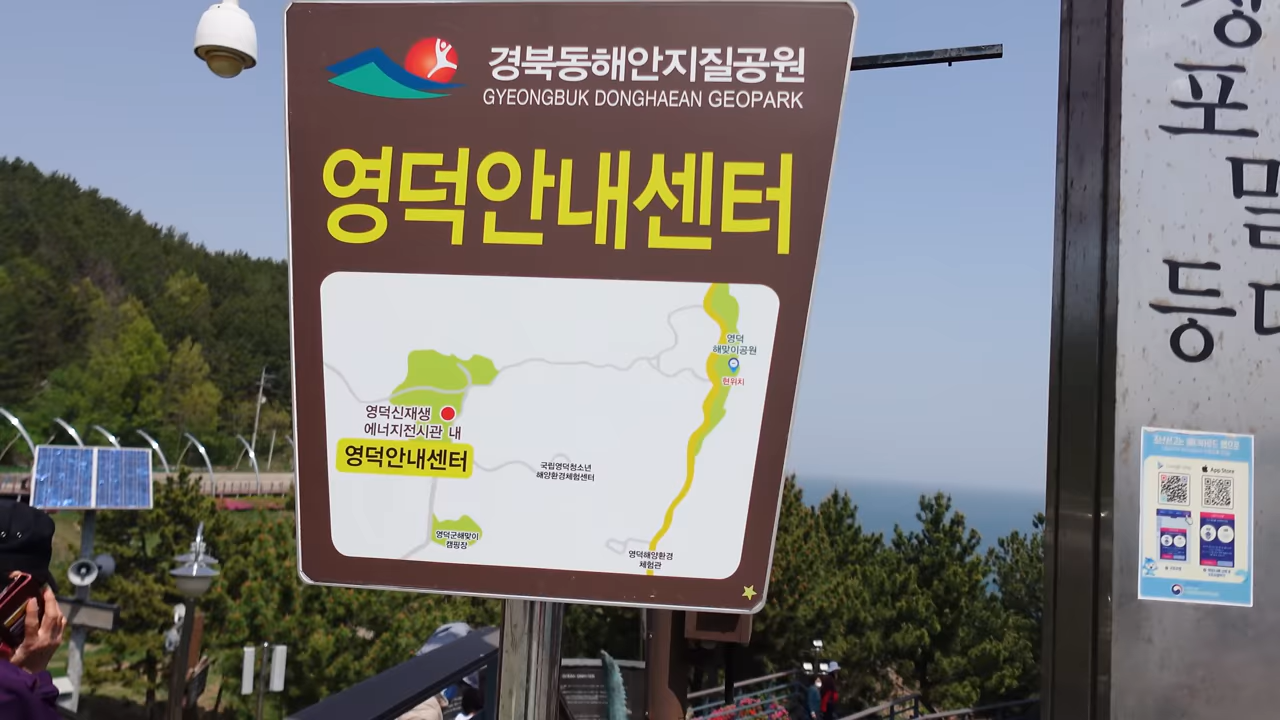 경북동해안지질공원
GYEONGBUK DONGHAEAN GEOPARK
영덕안내센터
영덕
해맞이공원
현위치
영덕신재생
에너지전시관 내
영덕안내센터
국립영덕청소년
해양환경체험센터
영덕군해맞이
캠핑장
영덕해양환경
체험관
포
등
Google play
App Store